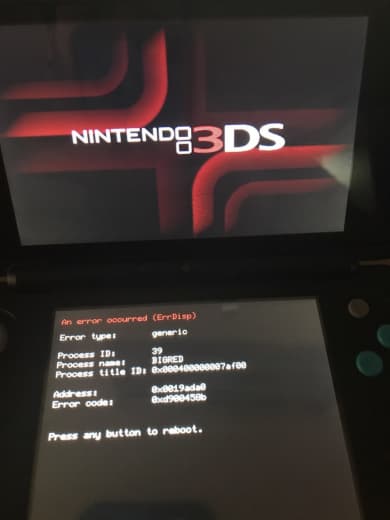 NINTENDO 3DS
An error occurred (ErrDisp)
Error type: generic
Process ID: 39
Process name: BIGRED
Process title ID: 0x000400000007af00
Address: 0x0019ada0
Error code: 0xd900458b
Press any button to reboot.